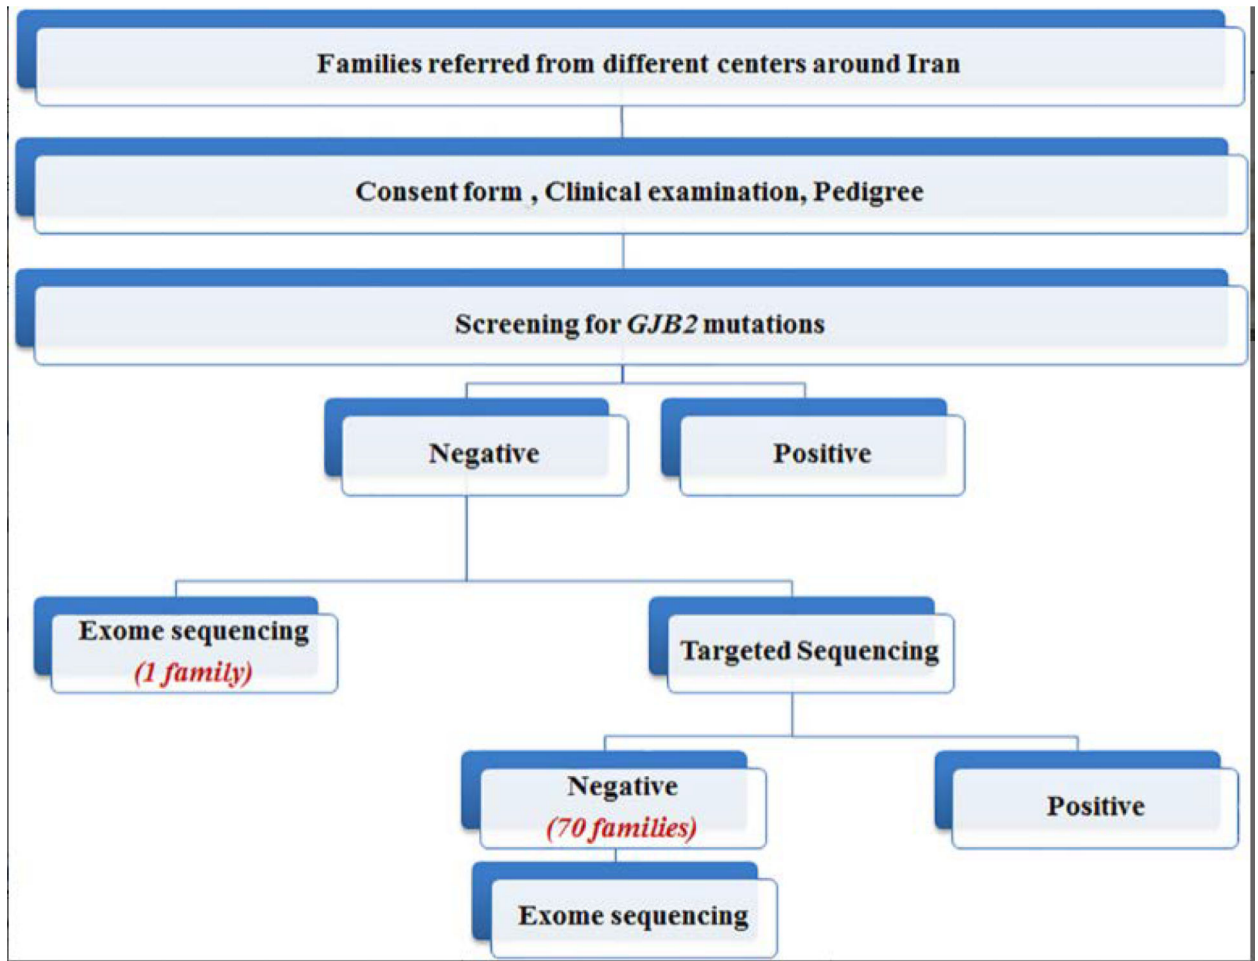 Families referred from different centers around Iran
Consent form , Clinical examination, Pedigree
Screening for GJB2 mutations
Negative
Positive
Exome sequencing
(1 family)
Targeted Sequencing
Negative
(70 families)
Positive
Exome sequencing